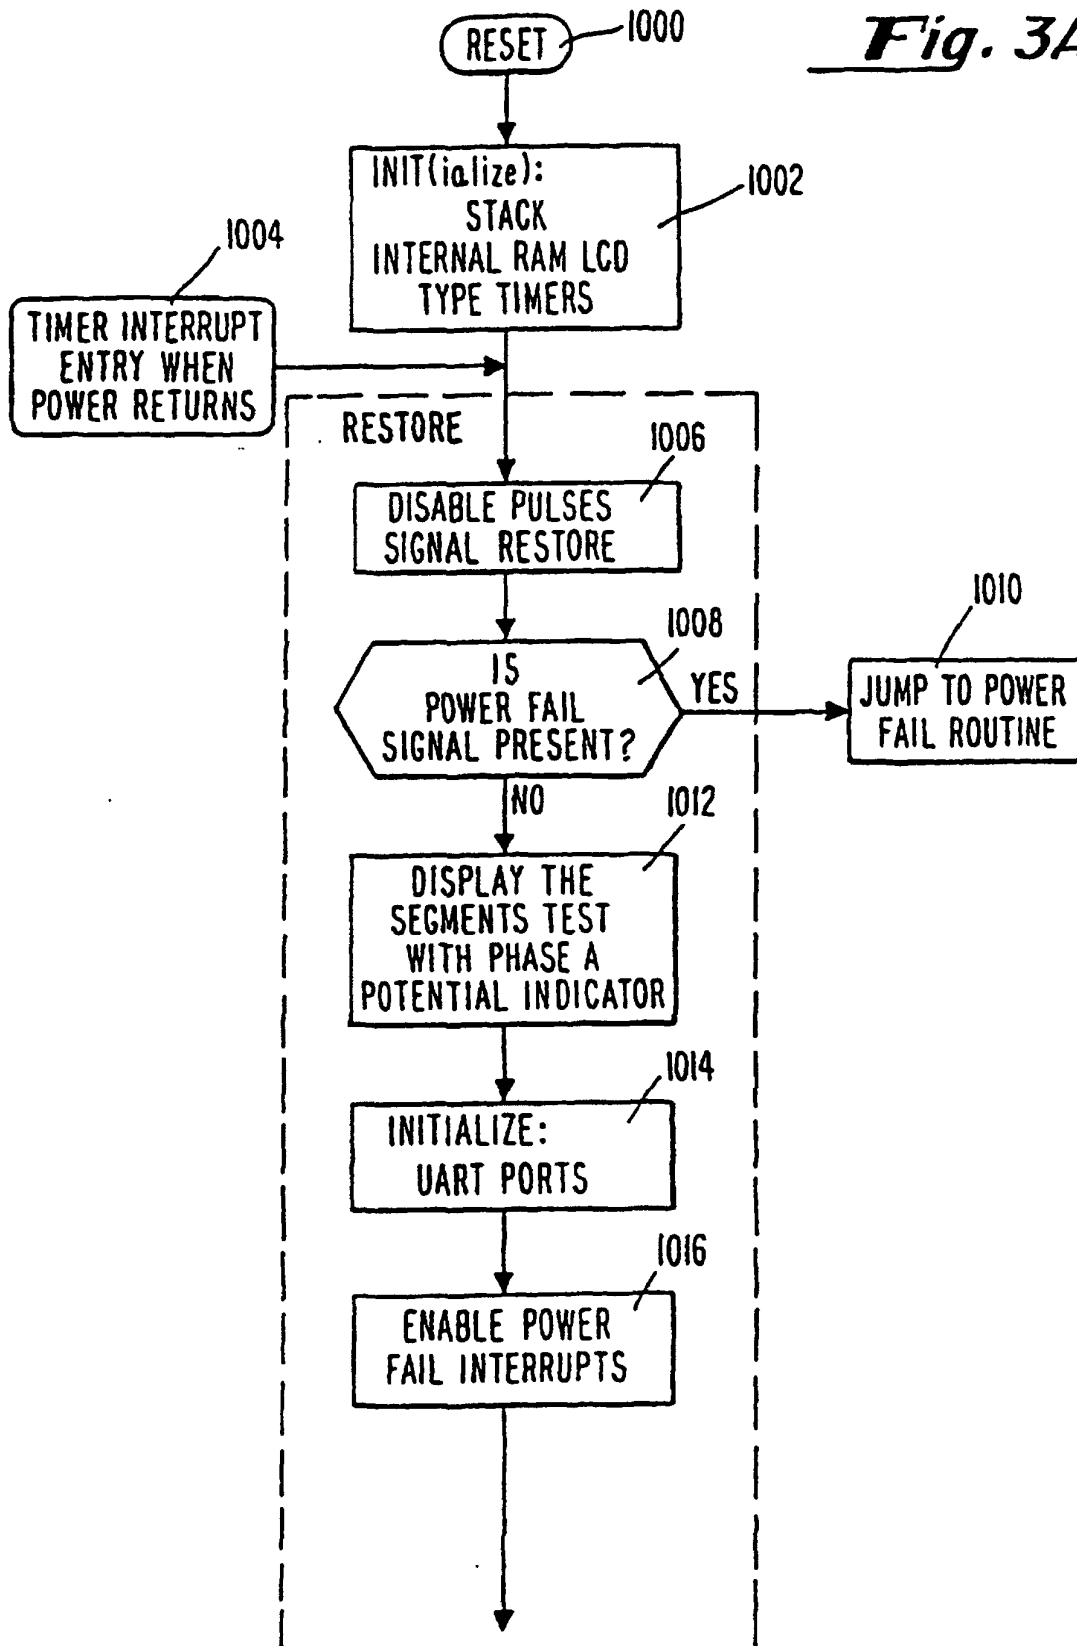 RESET
1000
Fig. 3A
INIT(ialize):
STACK
INTERNAL RAM LCD
TYPE TIMERS
1002
1004
TIMER INTERRUPT
ENTRY WHEN
POWER RETURNS
RESTORE
1006
DISABLE PULSES
SIGNAL RESTORE
1008
IS
POWER FAIL
SIGNAL PRESENT?
YES
1010
JUMP TO POWER
FAIL ROUTINE
NO
1012
DISPLAY THE
SEGMENTS TEST
WITH PHASE A
POTENTIAL INDICATOR
1014
INITIALIZE:
UART PORTS
1016
ENABLE POWER
FAIL INTERRUPTS